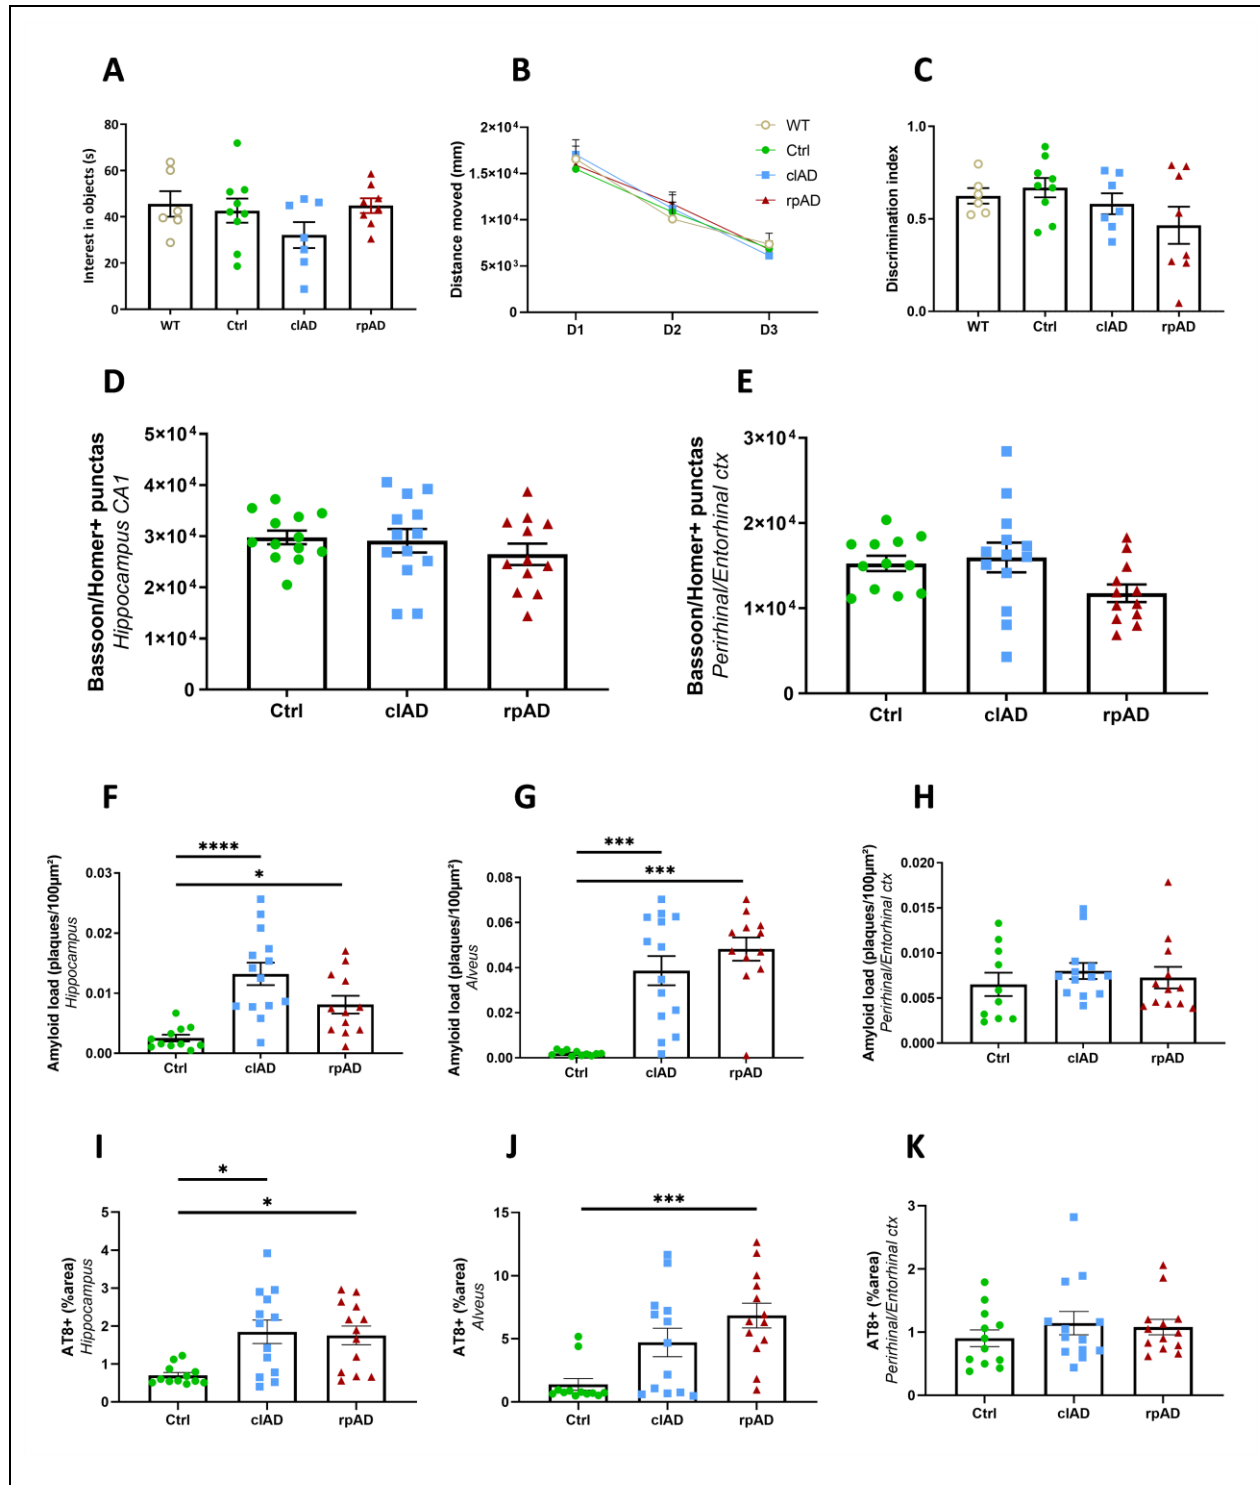 A
Interest in objects (s)
80
60
40
20
0
WT
Ctrl
clAD
rpAD
B
Distance moved (mm)
2×10⁴
1.5×10⁴
1×10⁴
5×10³
0
D1
D2
D3
WT
Ctrl
clAD
rpAD
C
Discrimination index
1.0
0.5
0.0
WT
Ctrl
clAD
rpAD
D
Bassoon/Homer+ punctas
Hippocampus CA1
5×10⁴
4×10⁴
3×10⁴
2×10⁴
1×10⁴
0
Ctrl
clAD
rpAD
E
Bassoon/Homer+ punctas
Perirhinal/Entorhinal ctx
3×10⁴
2×10⁴
1×10⁴
0
Ctrl
clAD
rpAD
F
Amyloid load (plaques/100µm²)
Hippocampus
****
*
0.03
0.02
0.01
0.00
Ctrl
clAD
rpAD
G
Amyloid load (plaques/100µm²)
Alveus
***
***
0.08
0.06
0.04
0.02
0.00
Ctrl
clAD
rpAD
H
Amyloid load (plaques/100µm²)
Perirhinal/Entorhinal ctx
0.020
0.015
0.010
0.005
0.000
Ctrl
clAD
rpAD
I
AT8+ (%area)
Hippocampus
*
*
5
4
3
2
1
0
Ctrl
clAD
rpAD
J
AT8+ (%area)
Alveus
***
15
10
5
0
Ctrl
clAD
rpAD
K
AT8+ (%area)
Perirhinal/Entorhinal ctx
3
2
1
0
Ctrl
clAD
rpAD